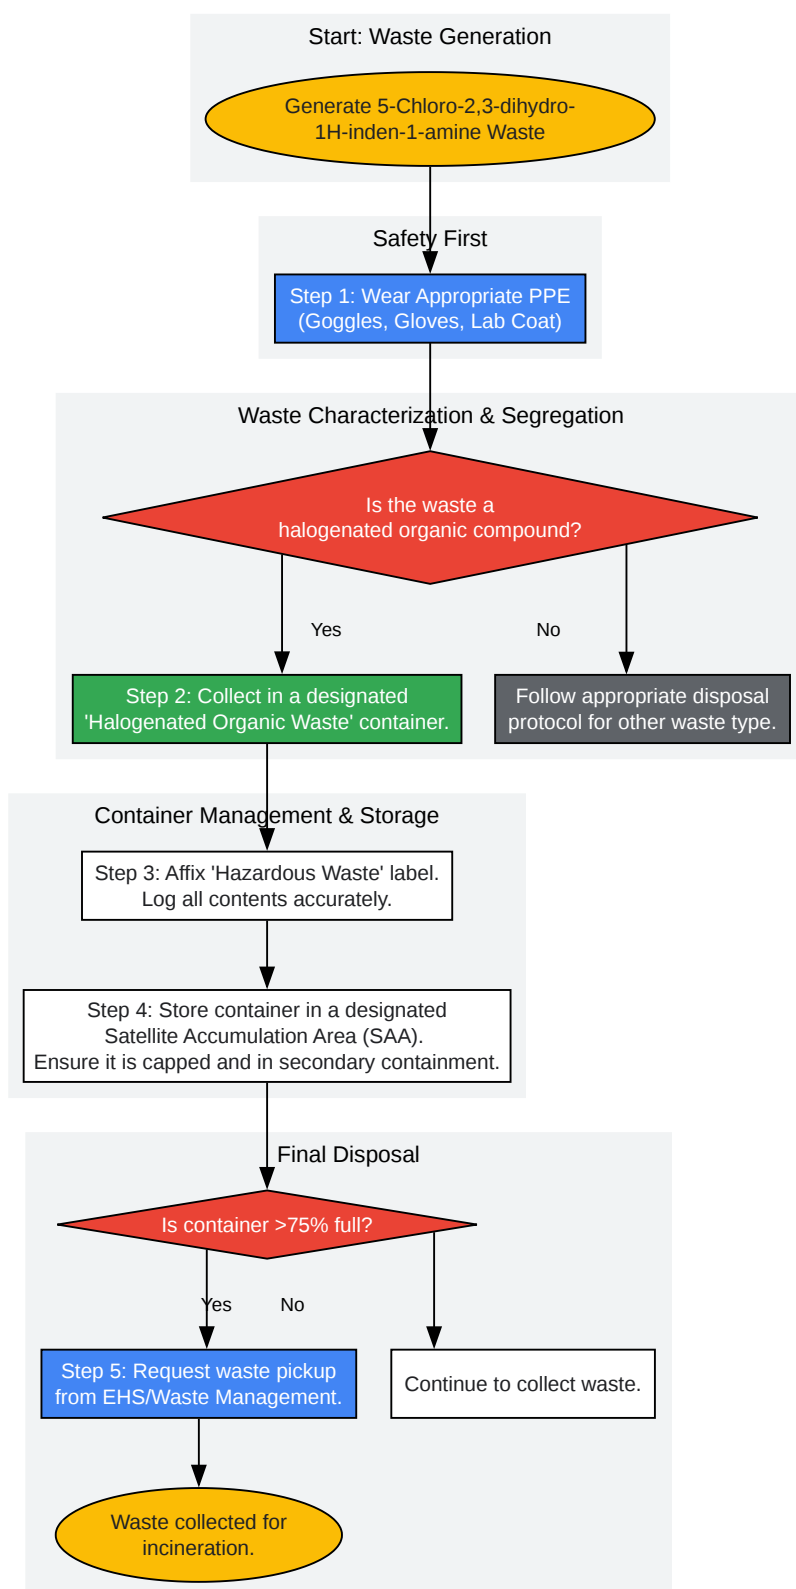 Start: Waste Generation
Generate 5-Chloro-2,3-dihydro-
1H-inden-1-amine Waste
Safety First
Step 1: Wear Appropriate PPE
(Goggles, Gloves, Lab Coat)
Waste Characterization & Segregation
Is the waste a
halogenated organic compound?
Yes
No
Step 2: Collect in a designated
'Halogenated Organic Waste' container.
Follow appropriate disposal
protocol for other waste type.
Container Management & Storage
Step 3: Affix 'Hazardous Waste' label.
Log all contents accurately.
Step 4: Store container in a designated
Satellite Accumulation Area (SAA).
Ensure it is capped and in secondary containment.
Final Disposal
Is container >75% full?
Yes
No
Step 5: Request waste pickup
from EHS/Waste Management.
Continue to collect waste.
Waste collected for
incineration.